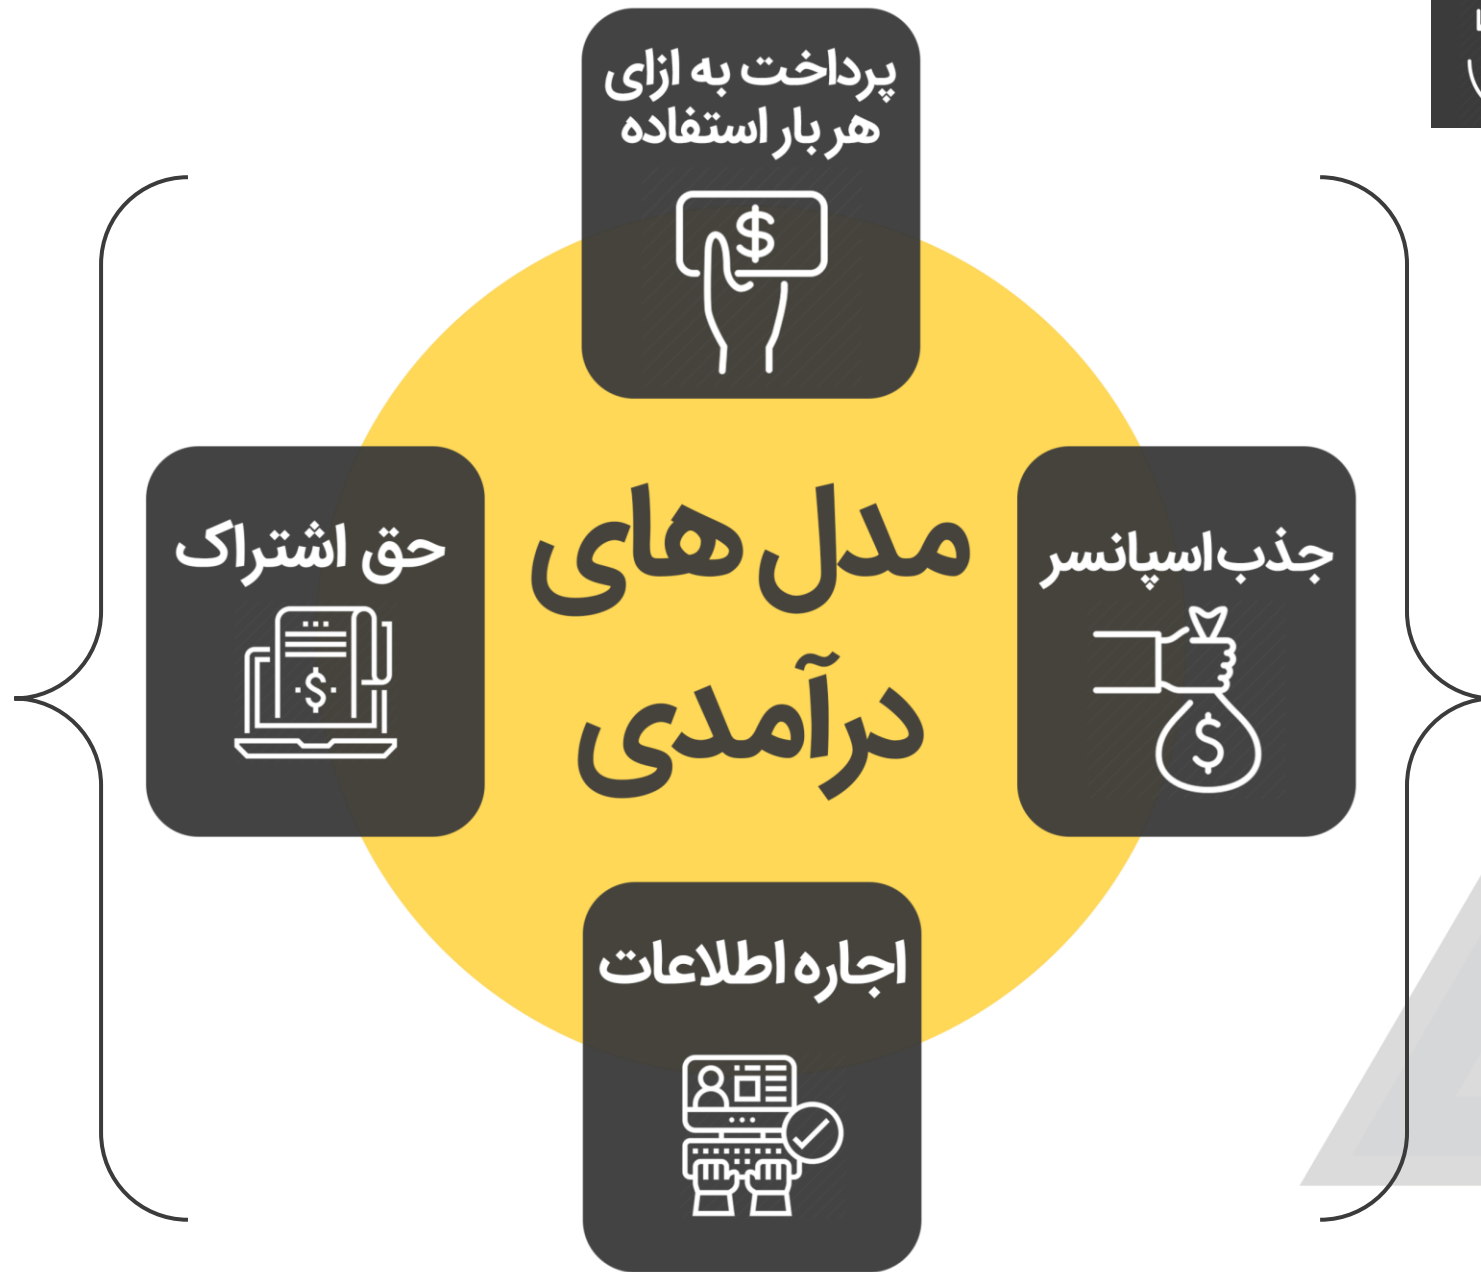 پرداخت به ازای
هر بار استفاده
$
مدل های
درآمدی
جذب اسپانسر
$
حق اشتراک
$
اجاره اطلاعات